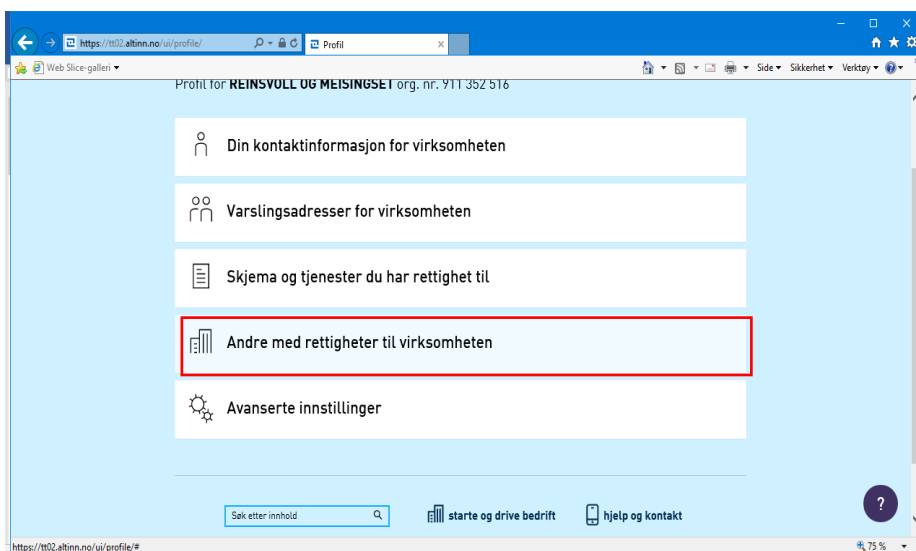 https://tt02.altinn.no/ui/profile/
Profil
Web Slice-galleri
Side
Sikkerhet
Verktøy
Profil for REINSVOLL OG MEISINGSET org. nr. 911 352 516
Din kontaktinformasjon for virksomheten
Varslingsadresser for virksomheten
Skjema og tjenester du har rettighet til
Andre med rettigheter til virksomheten
Avanserte innstillinger
Søk etter innhold
starte og drive bedrift
hjelp og kontakt
?
https://tt02.altinn.no/ui/profile/#
75 %